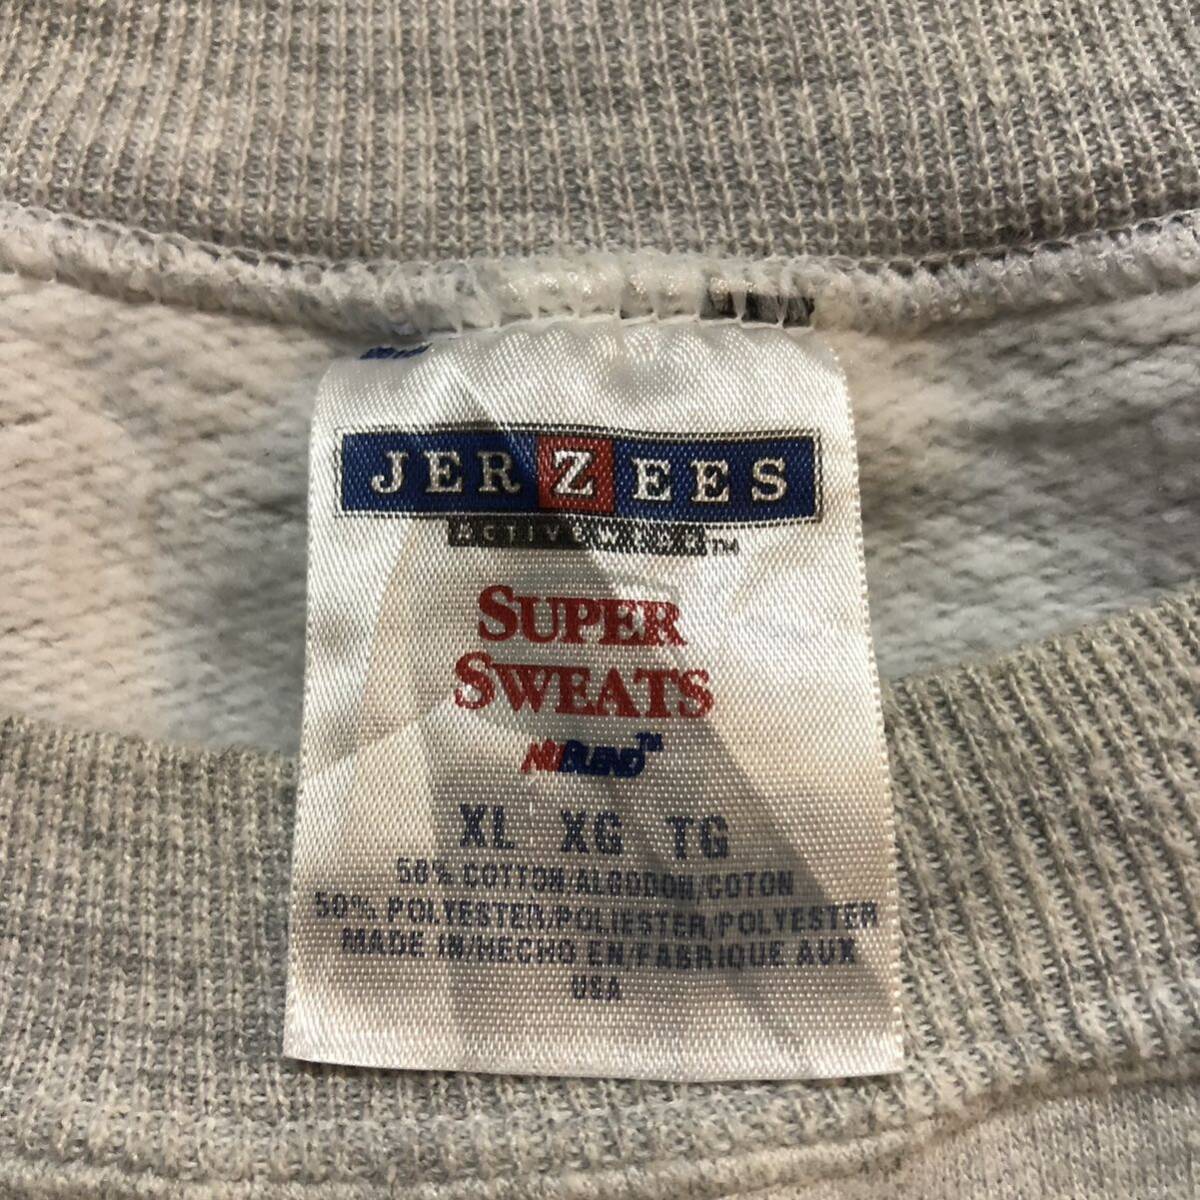 JERZEES
ACTIVEWEAR™
SUPER
SWEATS
NUBLEND™
XL XG TG
50% COTTON/ALGODON/COTON
50% POLYESTER/POLIESTER/POLYESTER
MADE IN/HECHO EN/FABRIQUE AUX
USA